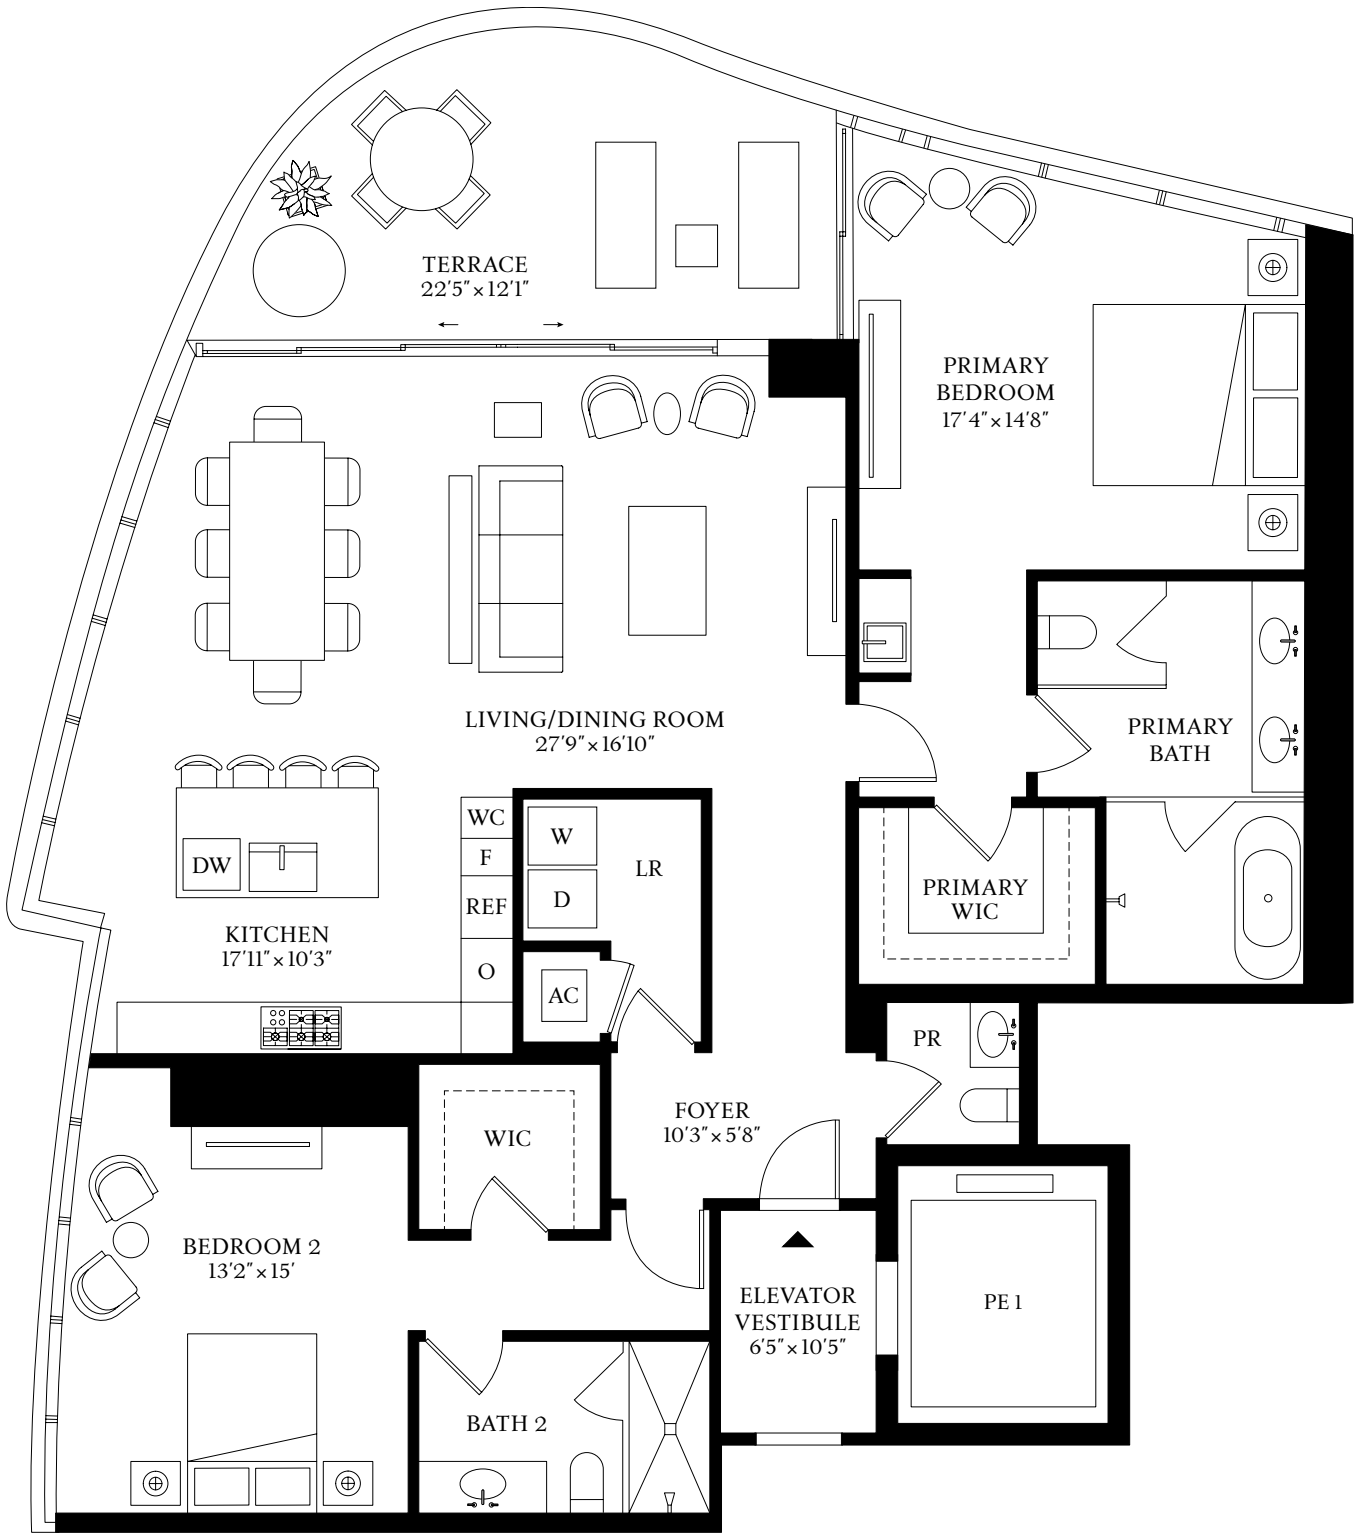 TERRACE
22'5"×12'1"
PRIMARY
BEDROOM
17'4"×14'8"
LIVING/DINING ROOM
27'9"×16'10"
PRIMARY
BATH
WC
F
REF
O
W
D
LR
AC
DW
KITCHEN
17'11"×10'3"
PRIMARY
WIC
PR
FOYER
10'3"×5'8"
WIC
BEDROOM 2
13'2"×15'
ELEVATOR
VESTIBULE
6'5"×10'5"
PE 1
BATH 2